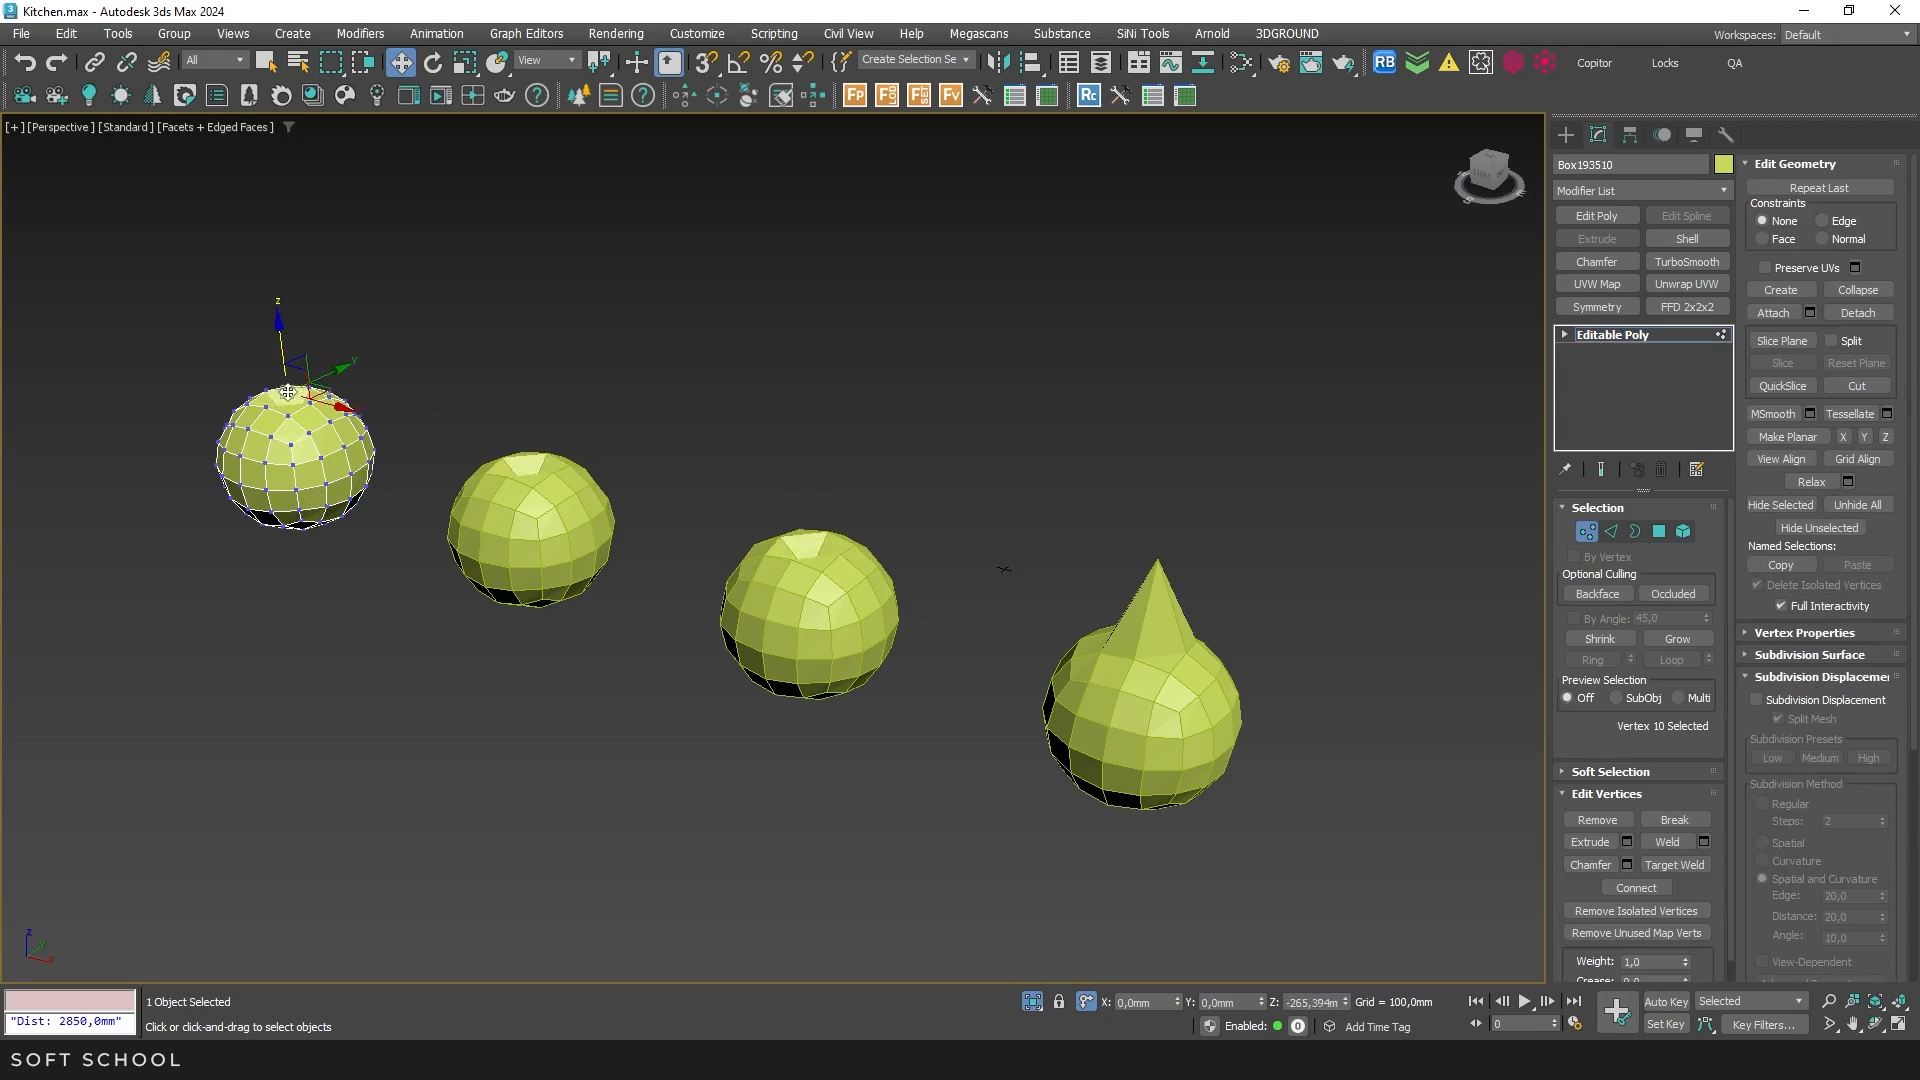 Kitchen.max - Autodesk 3ds Max 2024
File Edit Tools Group Views Create Modifiers Animation Graph Editors Rendering Customize Scripting Civil View Help Megascans Substance SiNi Tools Arnold 3DGROUND
Workspaces: Default
All View Create Selection Se RB Copitor Locks QA
Fp LOD SET Fv Rc
[+] [Perspective] [Standard] [Facets + Edged Faces]
z
y
Box193510
Modifier List
Edit Poly Edit Spline
Extrude Shell
Chamfer TurboSmooth
UVW Map Unwrap UVW
Symmetry FFD 2x2x2
Editable Poly
Selection
By Vertex
Optional Culling
Backface Occluded
By Angle: 45,0
Shrink Grow
Ring Loop
Preview Selection
Off SubObj Multi
Vertex 10 Selected
Soft Selection
Edit Vertices
Remove Break
Extrude Weld
Chamfer Target Weld
Connect
Remove Isolated Vertices
Remove Unused Map Verts
Weight: 1,0
Crease: 0,0
Edit Geometry
Repeat Last
Constraints
None Edge
Face Normal
Preserve UVs
Create Collapse
Attach Detach
Slice Plane Split
Slice Reset Plane
QuickSlice Cut
MSmooth Tessellate
Make Planar X Y Z
View Align Grid Align
Relax
Hide Selected Unhide All
Hide Unselected
Named Selections:
Copy Paste
Delete Isolated Vertices
Full Interactivity
Vertex Properties
Subdivision Surface
Subdivision Displacemen
Subdivision Displacement
Split Mesh
Subdivision Presets
Low Medium High
Subdivision Method
Regular
Steps: 2
Spatial
Curvature
Spatial and Curvature
Edge: 20,0
Distance: 20,0
Angle: 10,0
View-Dependent
z
y
x
"Dist: 2850,0mm"
1 Object Selected
Click or click-and-drag to select objects
X: 0,0mm Y: 0,0mm Z: -265,394m Grid = 100,0mm
Enabled: 0 Add Time Tag
0
Auto Key Selected
Set Key Key Filters...
SOFT SCHOOL